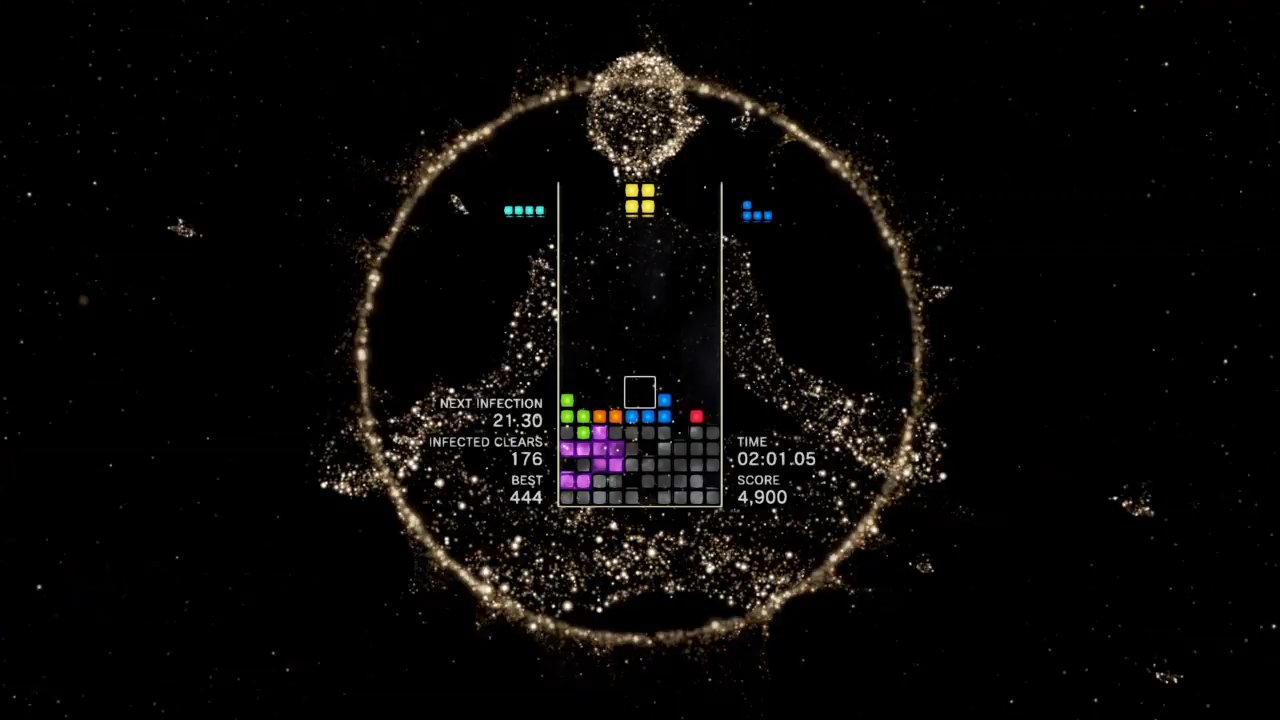 NEXT INFECTION
21.30
INFECTED CLEARS
176
BEST
444
TIME
02:01.05
SCORE
4,900